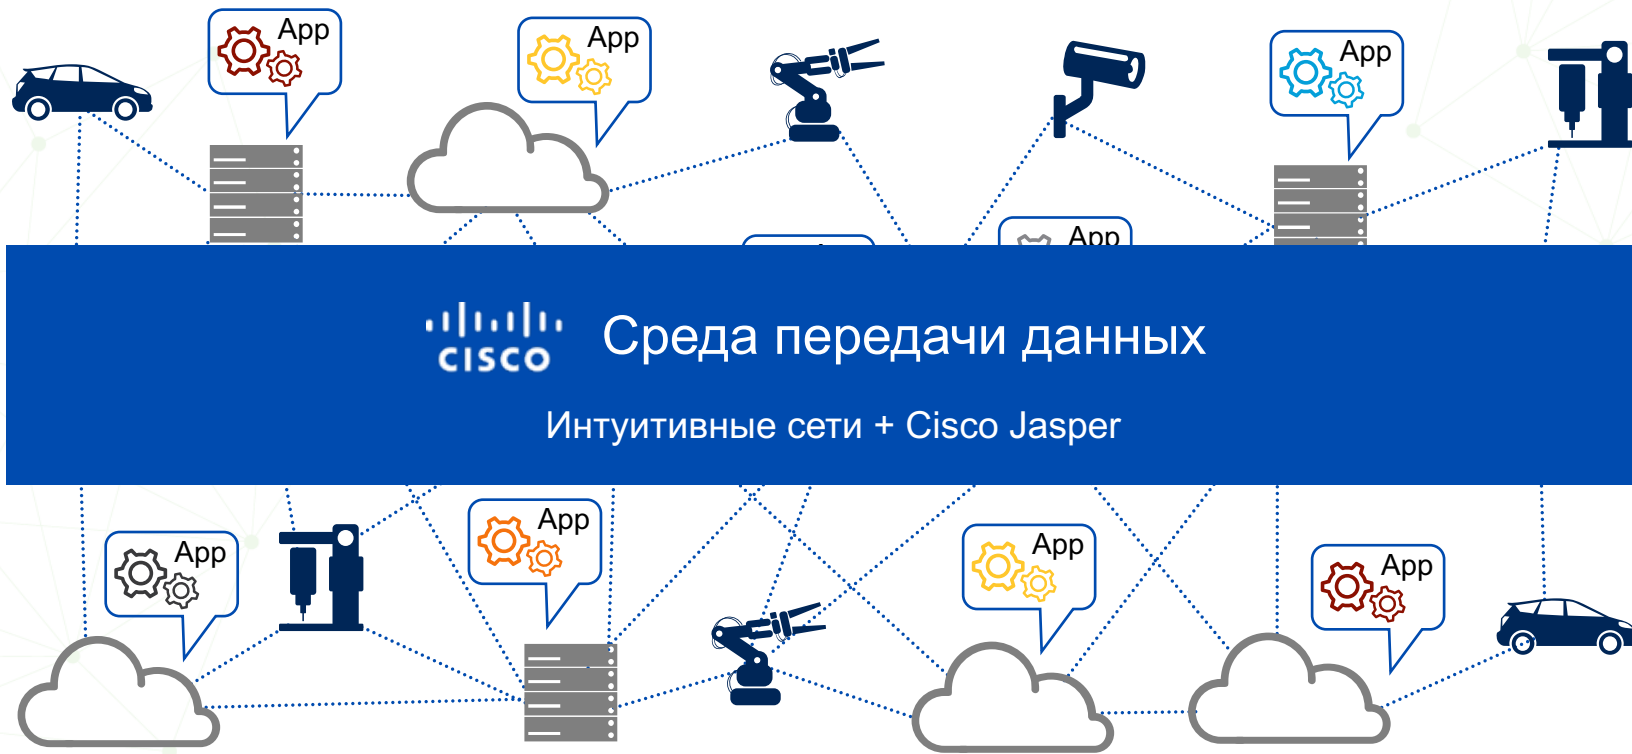 App
App
App
App
CISCO
Среда передачи данных
Интуитивные сети + Cisco Jasper
App
App
App
App